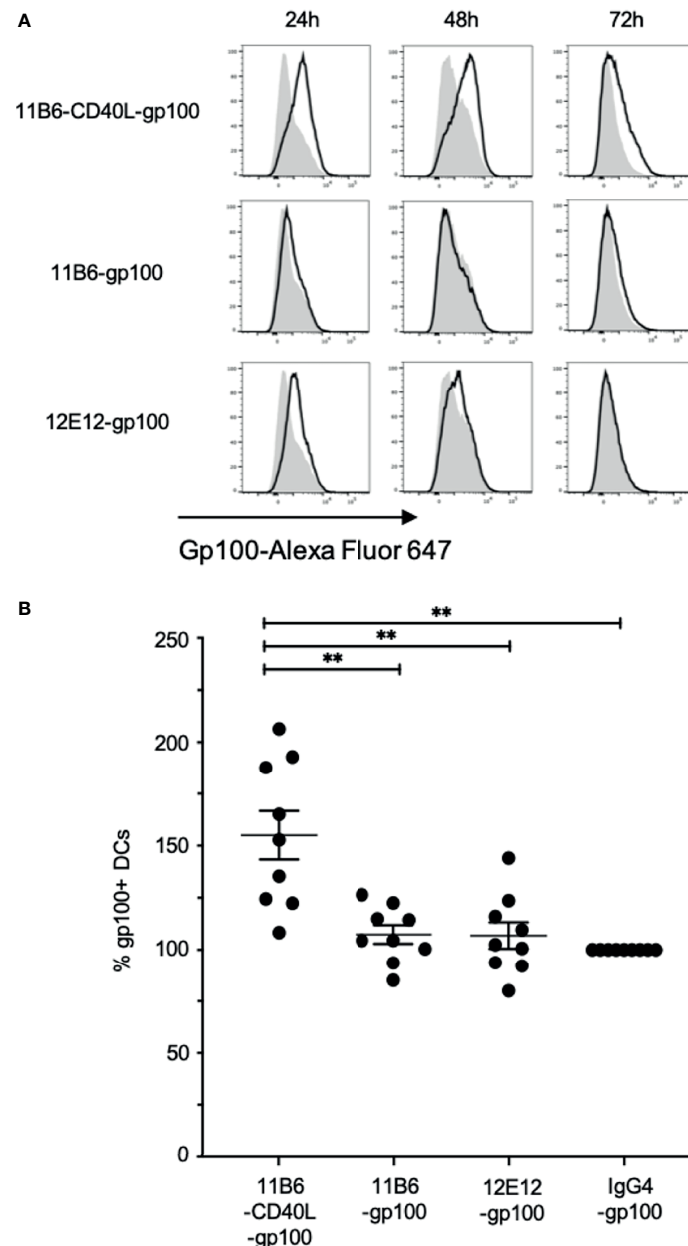 A
24h 48h 72h
11B6-CD40L-gp100
11B6-gp100
12E12-gp100
Gp100-Alexa Fluor 647
B
**
**
**
250
200
150
100
50
0
% gp100+ DCs
11B6 11B6 12E12 IgG4
-CD40L -gp100 -gp100 -gp100
-gp100